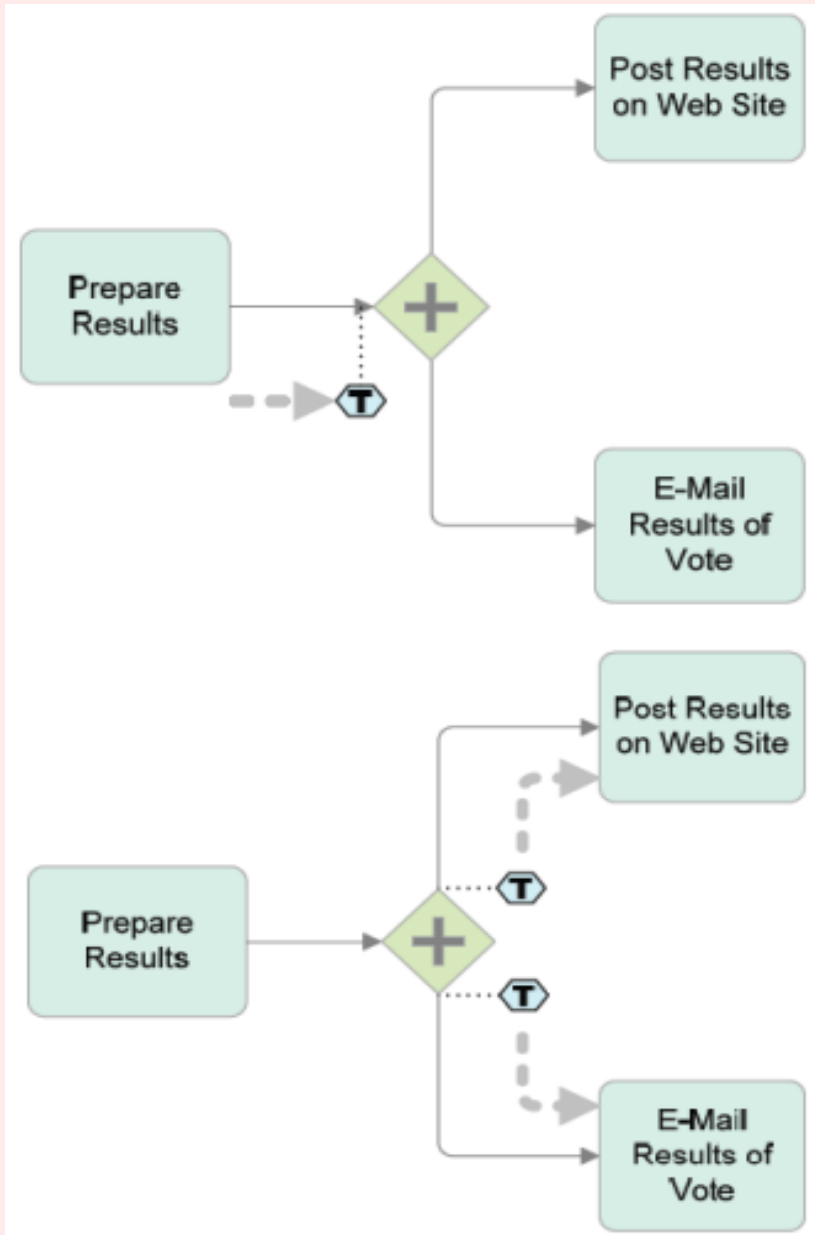 Post Results
on Web Site
Prepare
Results
T
E-Mail
Results of
Vote
Post Results
on Web Site
T
Prepare
Results
T
E-Mail
Results of
Vote